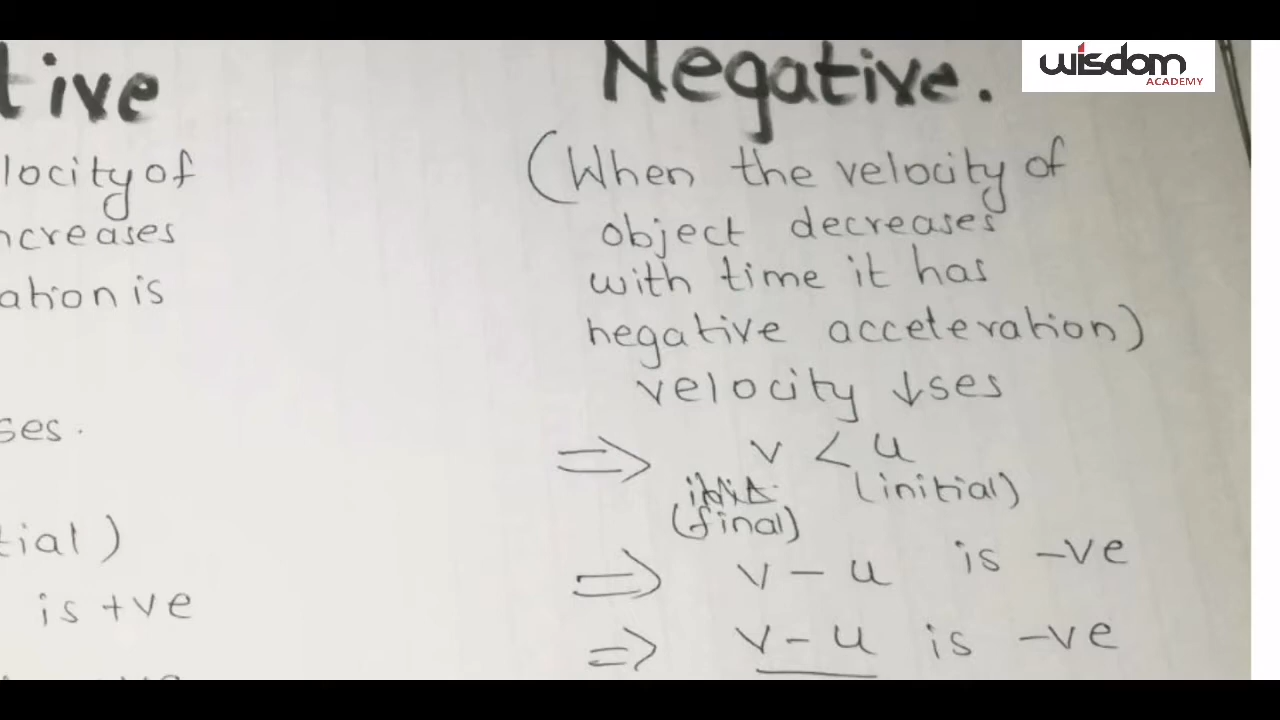 tive
Negative.
wisdom
ACADEMY
locity of
ncreases
ation is
ses.
tial)
is +ve
(When the velocity of
object decreases
with time it has
negative acceleration)
velocity ↓ses
⇒ v < u
(initial)
(final)
⇒ v - u is -ve
⇒ v - u is -ve